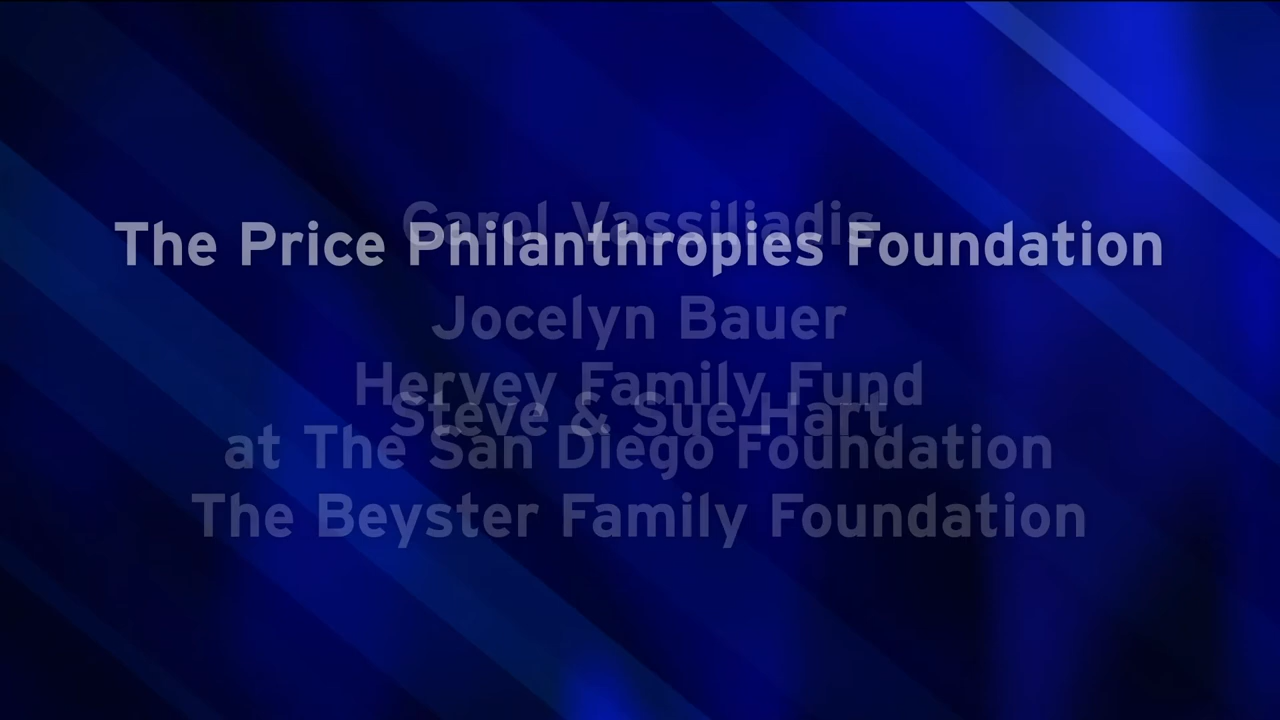 Carol Vassiliadis
The Price Philanthropies Foundation
Jocelyn Bauer
Hervey Family Fund
Steve & Sue Hart
at The San Diego Foundation
The Beyster Family Foundation